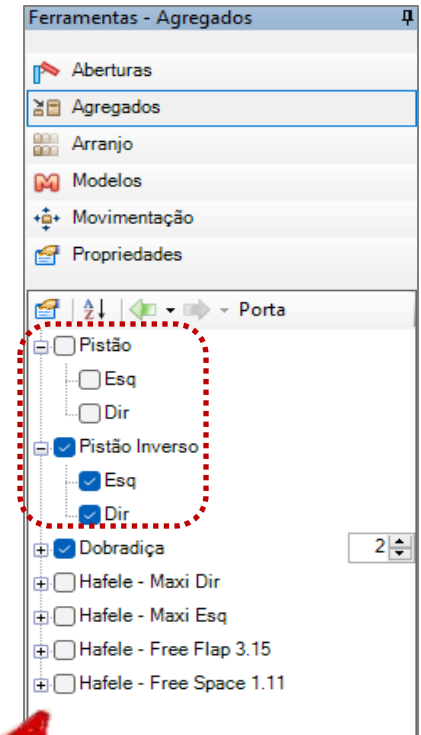 Ferramentas - Agregados
Aberturas
Agregados
Arranjo
Modelos
Movimentação
Propriedades
Porta
Pistão
Esq
Dir
Pistão Inverso
Esq
Dir
Dobradiça 2
Hafele - Maxi Dir
Hafele - Maxi Esq
Hafele - Free Flap 3.15
Hafele - Free Space 1.11